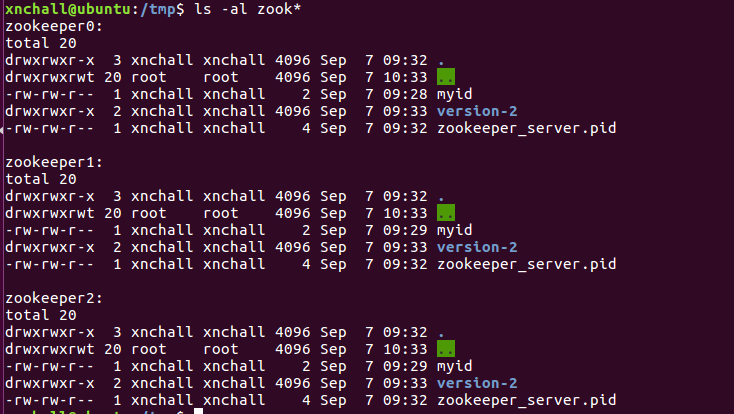 xnchall@ubuntu:/tmp$ ls -al zook*
zookeeper0:
total 20
drwxrwxr-x  3 xnchall xnchall 4096 Sep  7 09:32 .
drwxrwxrwt 20 root    root    4096 Sep  7 10:33 ..
-rw-rw-r--  1 xnchall xnchall    2 Sep  7 09:28 myid
drwxrwxr-x  2 xnchall xnchall 4096 Sep  7 09:33 version-2
-rw-rw-r--  1 xnchall xnchall    4 Sep  7 09:32 zookeeper_server.pid

zookeeper1:
total 20
drwxrwxr-x  3 xnchall xnchall 4096 Sep  7 09:32 .
drwxrwxrwt 20 root    root    4096 Sep  7 10:33 ..
-rw-rw-r--  1 xnchall xnchall    2 Sep  7 09:29 myid
drwxrwxr-x  2 xnchall xnchall 4096 Sep  7 09:33 version-2
-rw-rw-r--  1 xnchall xnchall    4 Sep  7 09:32 zookeeper_server.pid

zookeeper2:
total 20
drwxrwxr-x  3 xnchall xnchall 4096 Sep  7 09:32 .
drwxrwxrwt 20 root    root    4096 Sep  7 10:33 ..
-rw-rw-r--  1 xnchall xnchall    2 Sep  7 09:29 myid
drwxrwxr-x  2 xnchall xnchall 4096 Sep  7 09:33 version-2
-rw-rw-r--  1 xnchall xnchall    4 Sep  7 09:32 zookeeper_server.pid
xnchall@ubuntu:/tmp$